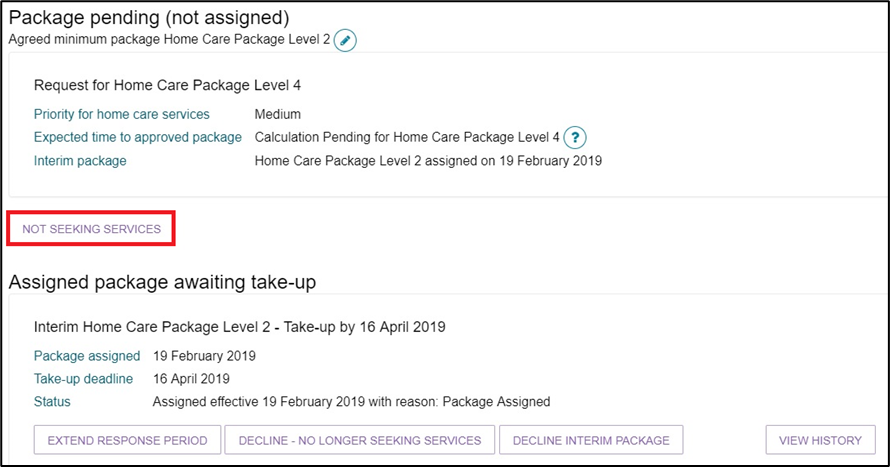 Package pending (not assigned)
Agreed minimum package Home Care Package Level 2
Request for Home Care Package Level 4
Priority for home care services Medium
Expected time to approved package Calculation Pending for Home Care Package Level 4 ?
Interim package Home Care Package Level 2 assigned on 19 February 2019
NOT SEEKING SERVICES
Assigned package awaiting take-up
Interim Home Care Package Level 2 - Take-up by 16 April 2019
Package assigned 19 February 2019
Take-up deadline 16 April 2019
Status Assigned effective 19 February 2019 with reason: Package Assigned
EXTEND RESPONSE PERIOD DECLINE - NO LONGER SEEKING SERVICES DECLINE INTERIM PACKAGE VIEW HISTORY